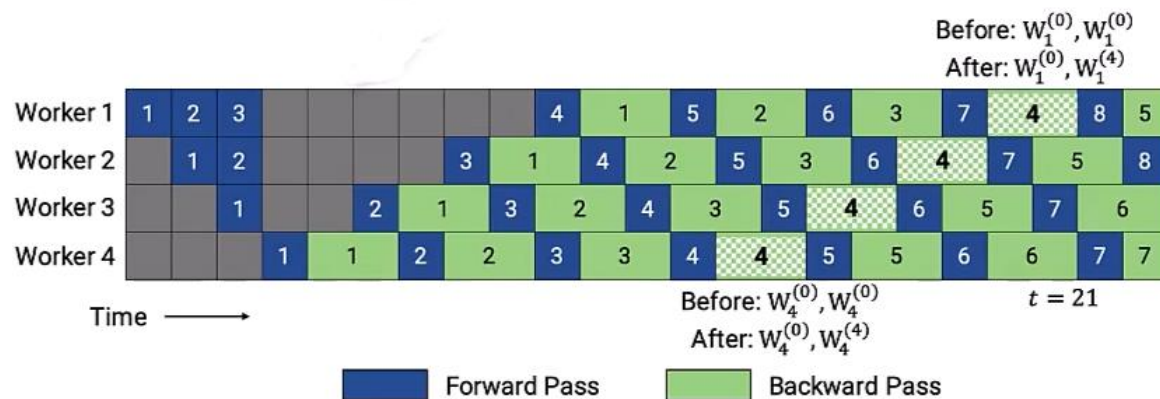 Before: W₁⁽⁰⁾, W₁⁽⁰⁾
After: W₁⁽⁰⁾, W₁⁽⁴⁾
Worker 1 1 2 3 4 1 5 2 6 3 7 4 8 5
Worker 2 1 2 3 1 4 2 5 3 6 4 7 5 8
Worker 3 1 2 1 3 2 4 3 5 4 6 5 7 6
Worker 4 1 1 2 2 3 3 4 4 5 5 6 6 7 7
Time
Before: W₄⁽⁰⁾, W₄⁽⁰⁾
After: W₄⁽⁰⁾, W₄⁽⁴⁾
t = 21
Forward Pass
Backward Pass